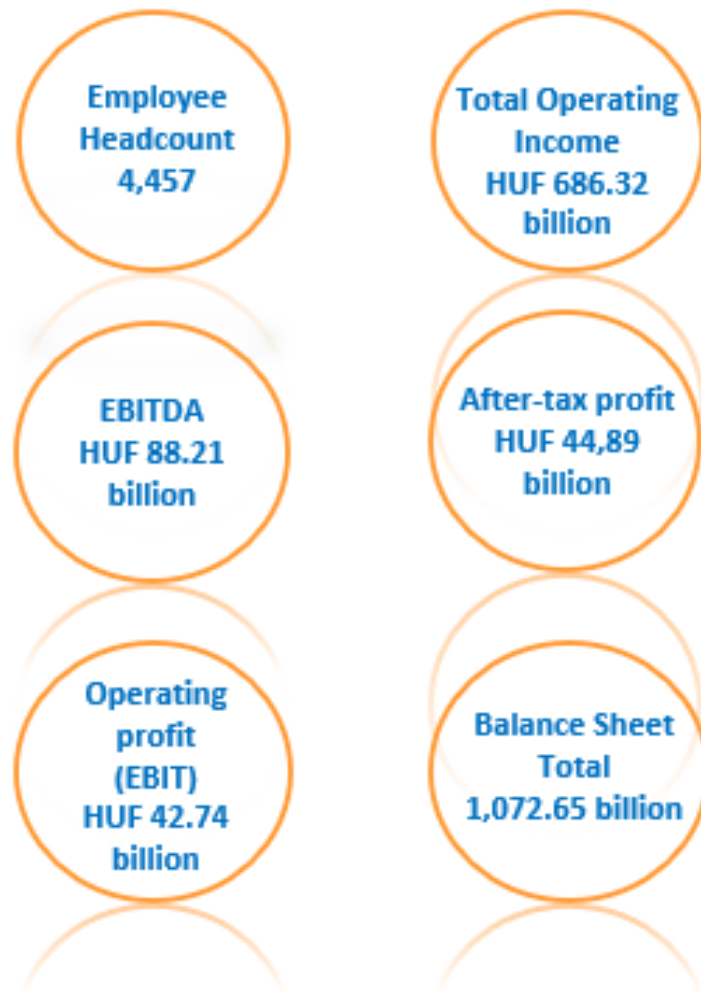 Employee
Headcount
4,457
Total Operating
Income
HUF 686.32
billion
EBITDA
HUF 88.21
billion
After-tax profit
HUF 44,89
billion
Operating
profit
(EBIT)
HUF 42.74
billion
Balance Sheet
Total
1,072.65 billion